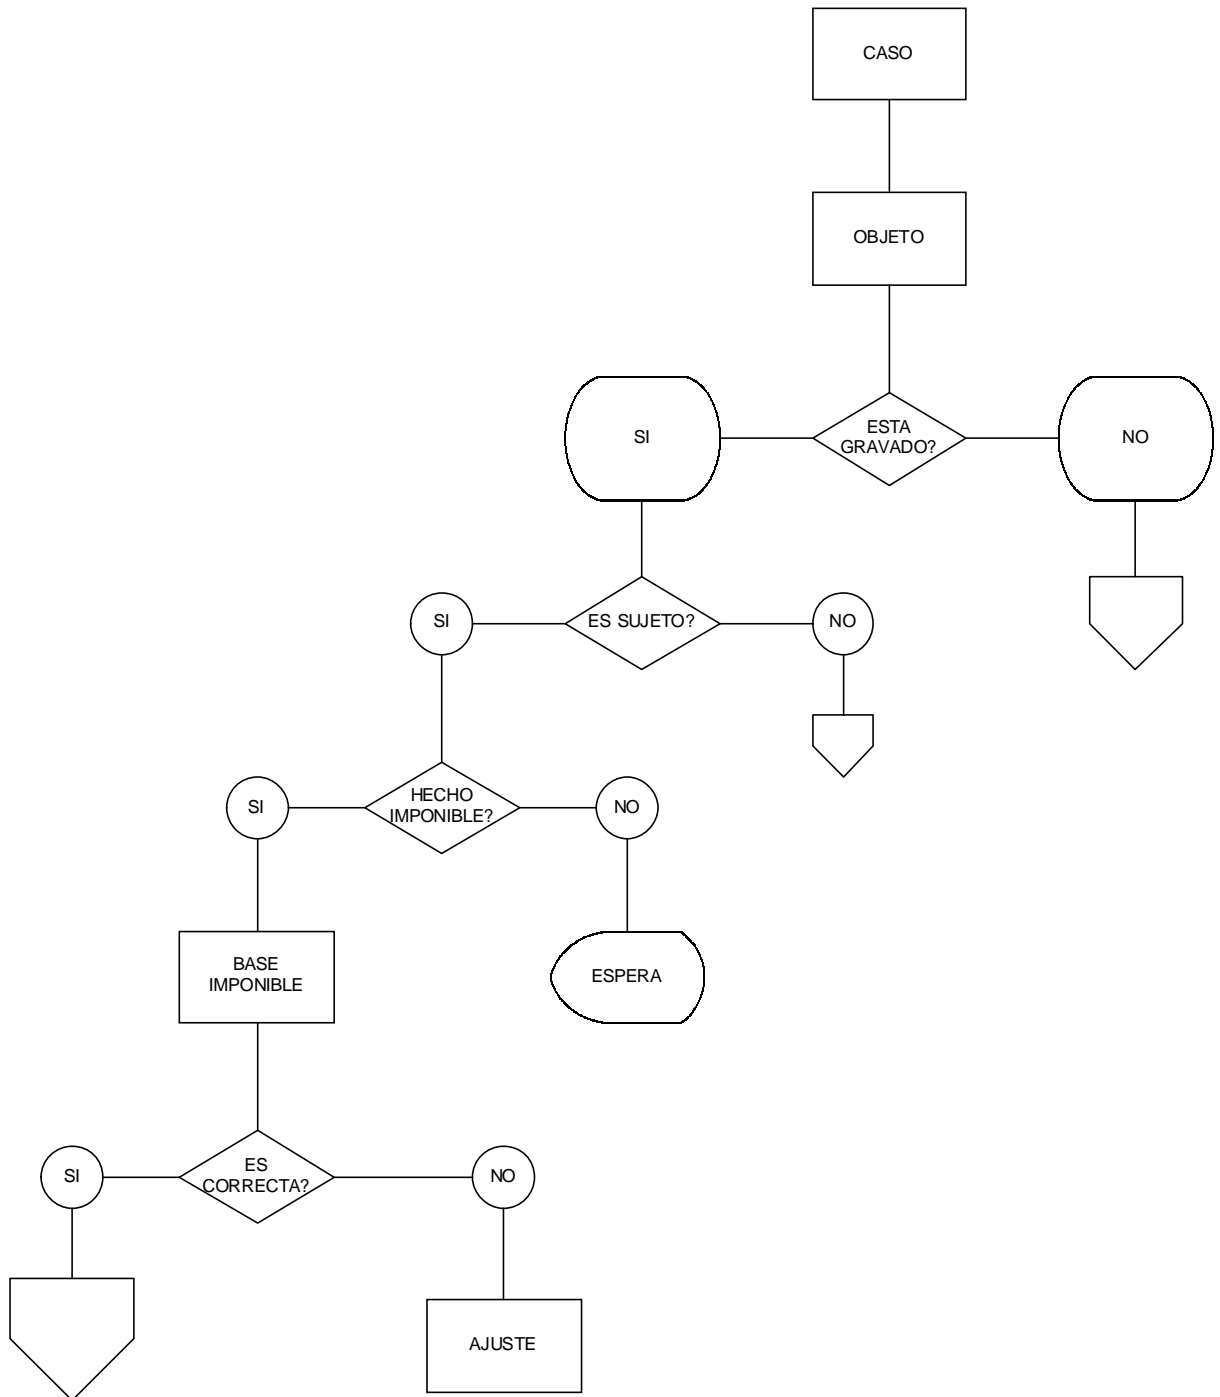 CASO
OBJETO
SI
ESTA
GRAVADO?
NO
SI
ES SUJETO?
NO
SI
HECHO
IMPONIBLE?
NO
BASE
IMPONIBLE
ESPERA
SI
ES
CORRECTA?
NO
AJUSTE